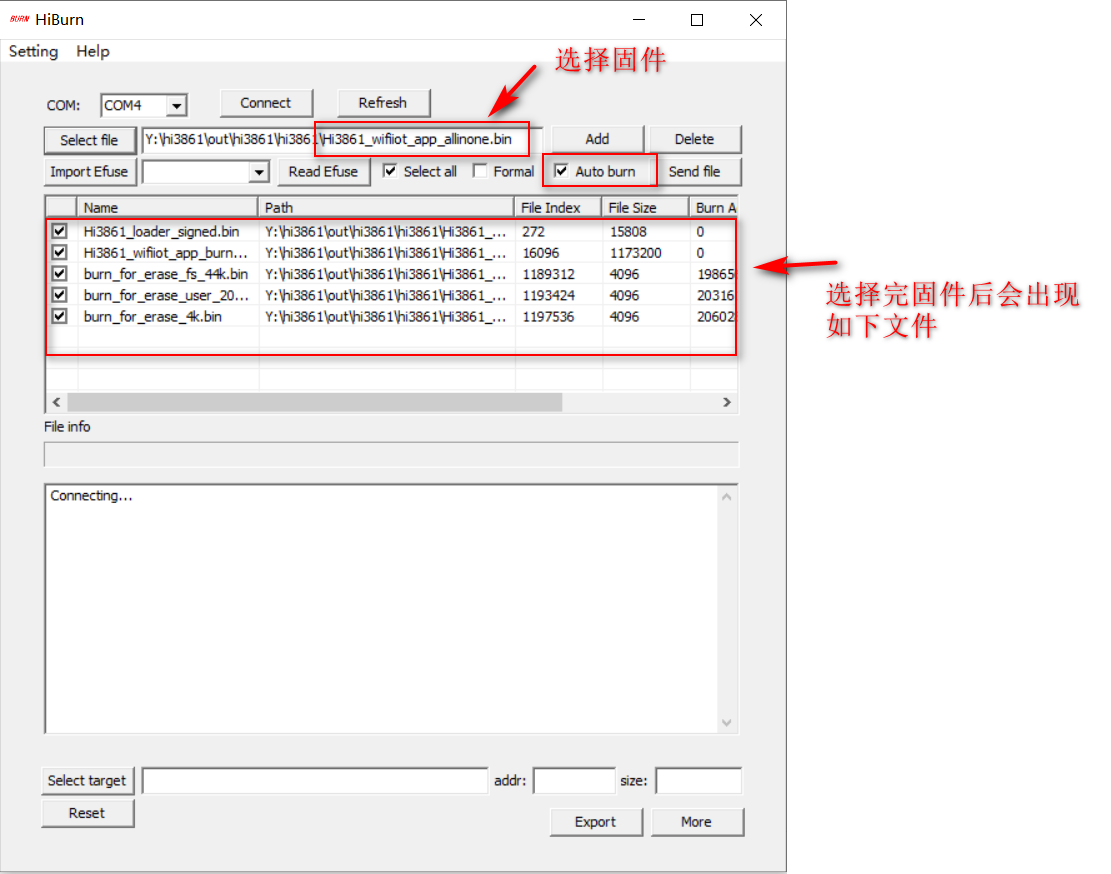 BURN HiBurn
Setting Help
选择固件
COM: COM4 Connect Refresh
Select file Y:\hi3861\out\hi3861\hi3861\Hi3861_wifiiot_app_allinone.bin Add Delete
Import Efuse Read Efuse Select all Formal Auto burn Send file
Name Path File Index File Size Burn A
Hi3861_loader_signed.bin Y:\hi3861\out\hi3861\hi3861\Hi3861_... 272 15808 0
Hi3861_wifiiot_app_burn... Y:\hi3861\out\hi3861\hi3861\Hi3861_... 16096 1173200 0
burn_for_erase_fs_44k.bin Y:\hi3861\out\hi3861\hi3861\Hi3861_... 1189312 4096 19865
burn_for_erase_user_20... Y:\hi3861\out\hi3861\hi3861\Hi3861_... 1193424 4096 20316
burn_for_erase_4k.bin Y:\hi3861\out\hi3861\hi3861\Hi3861_... 1197536 4096 20602
选择完固件后会出现
如下文件
File info
Connecting...
Select target addr: size:
Reset
Export More